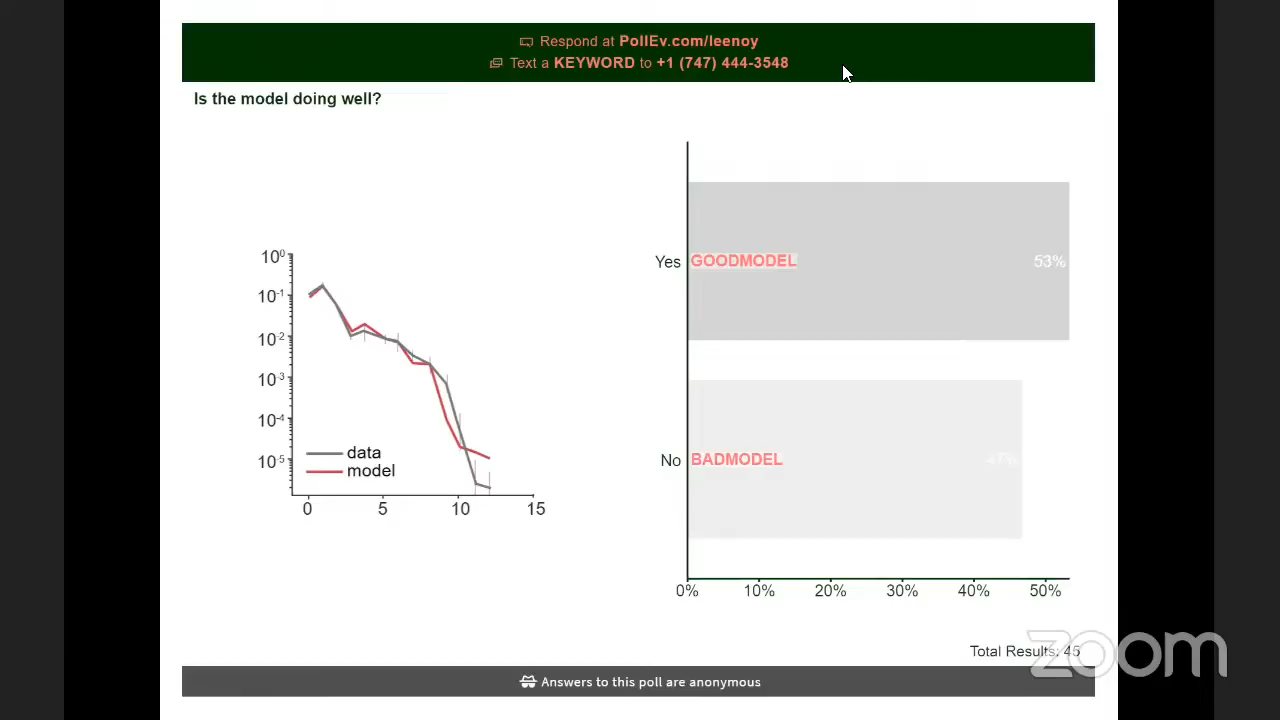 Respond at PollEv.com/leenoy
Text a KEYWORD to +1 (747) 444-3548
Is the model doing well?
10⁰
10⁻¹
10⁻²
10⁻³
10⁻⁴
10⁻⁵
data
model
0 5 10 15
Yes GOODMODEL 53%
No BADMODEL 47%
0% 10% 20% 30% 40% 50%
Total Results: 45
zoom
Answers to this poll are anonymous